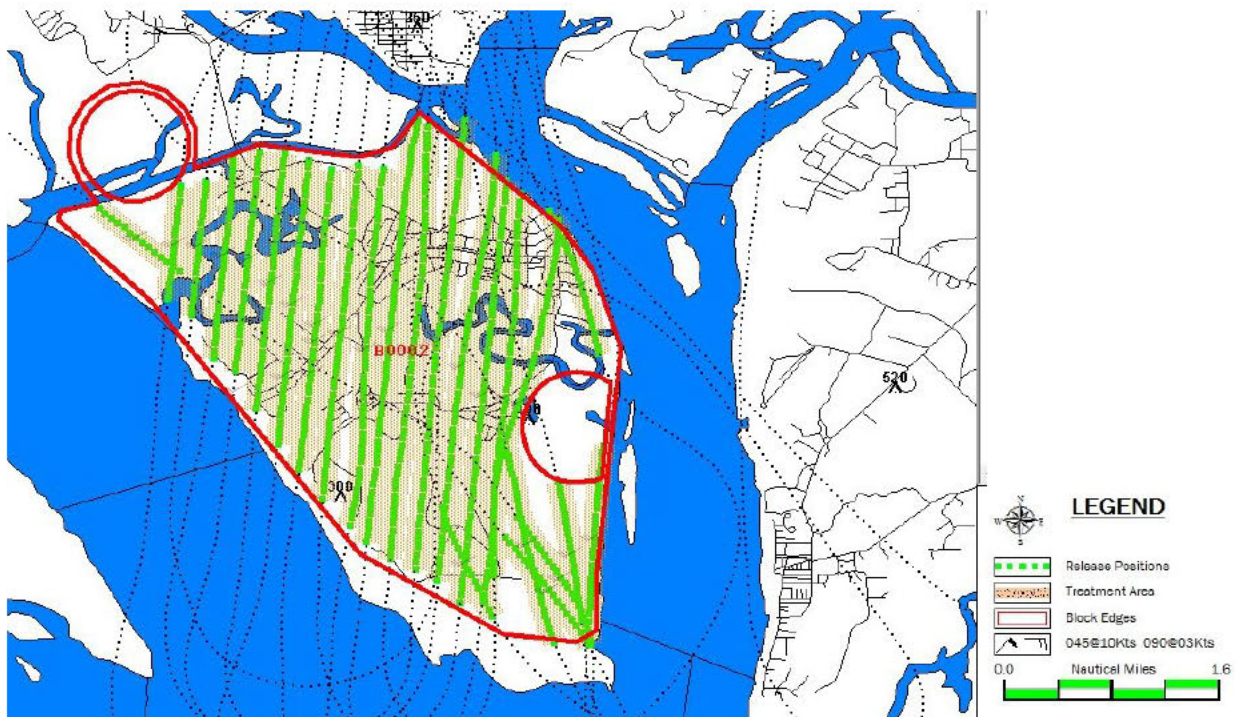 B0002
520
300
N
W E
S
LEGEND
Release Positions
Treatment Area
Block Edges
045@10Kts 090@03Kts
0.0 Nautical Miles 1.6